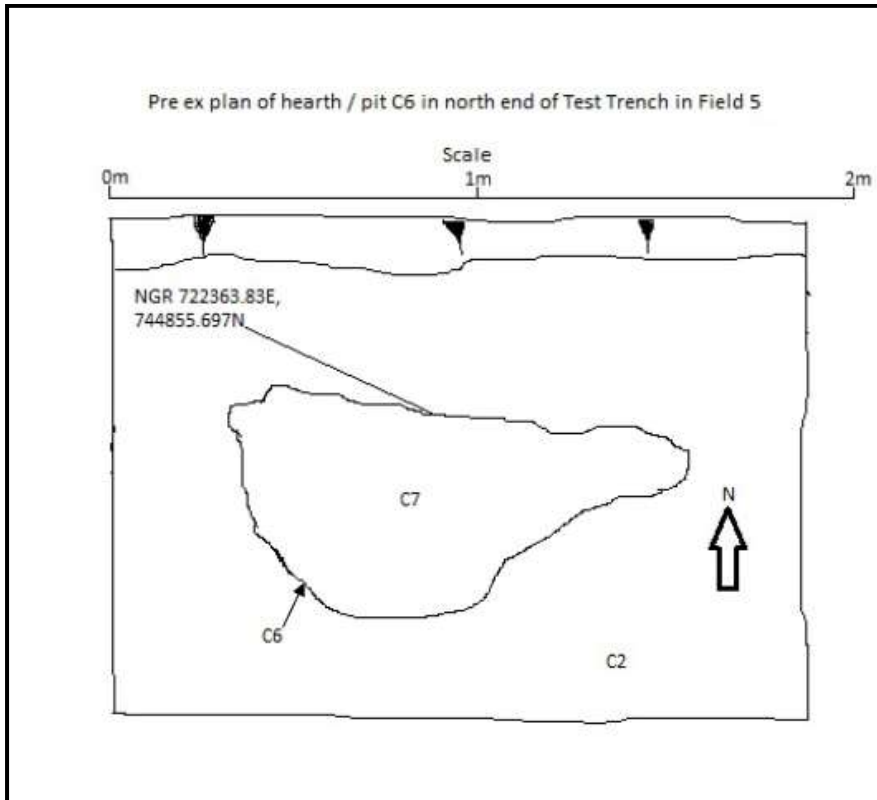 Pre ex plan of hearth / pit C6 in north end of Test Trench in Field 5
Scale
0m 1m 2m
NGR 722363.83E,
744855.697N
C7
N
C6
C2